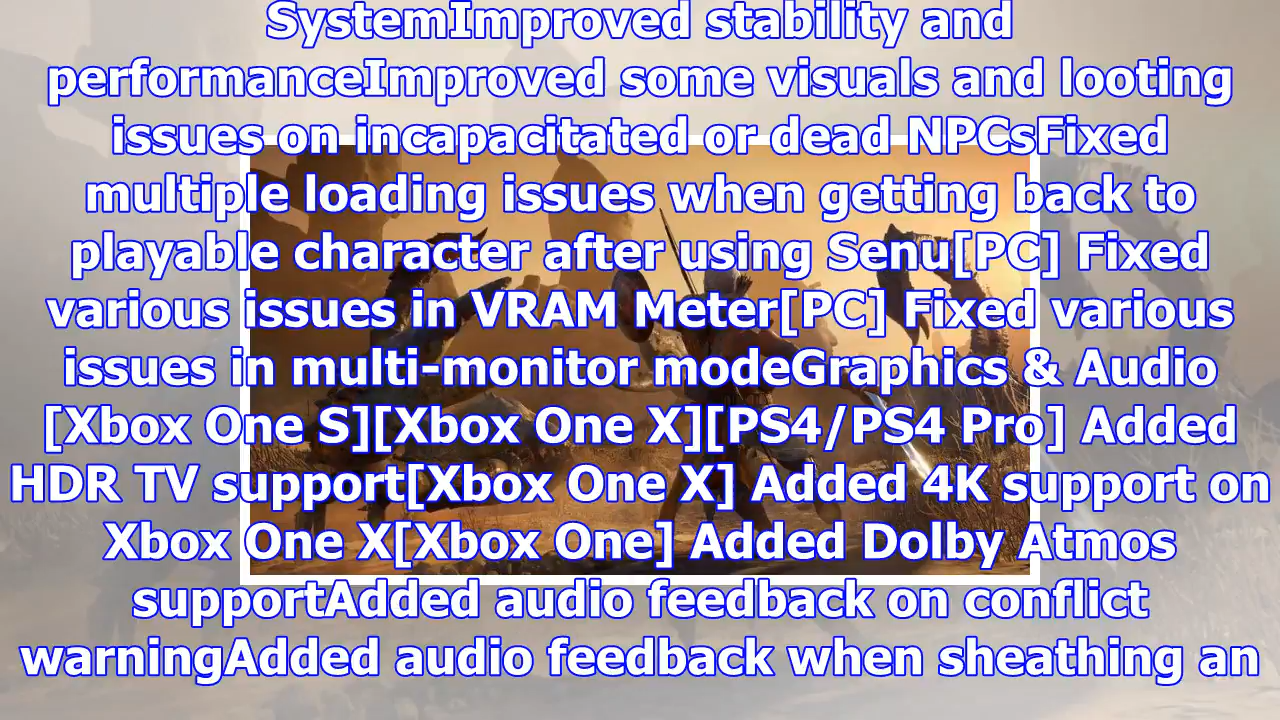 SystemImproved stability and
performanceImproved some visuals and looting
issues on incapacitated or dead NPCsFixed
multiple loading issues when getting back to
playable character after using Senu[PC] Fixed
various issues in VRAM Meter[PC] Fixed various
issues in multi-monitor modeGraphics & Audio
[Xbox One S][Xbox One X][PS4/PS4 Pro] Added
HDR TV support[Xbox One X] Added 4K support on
Xbox One X[Xbox One] Added Dolby Atmos
supportAdded audio feedback on conflict
warningAdded audio feedback when sheathing an